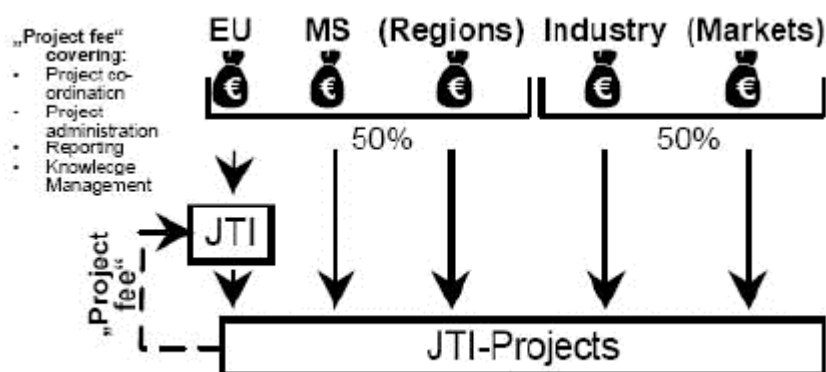 „Project fee“
covering:
• Project co-
ordination
- Project
administration
• Reporting
• Knowledge
Management
EU MS (Regions) Industry (Markets)
€ € € € €
50% 50%
JTI
„Project
fee“
JTI-Projects